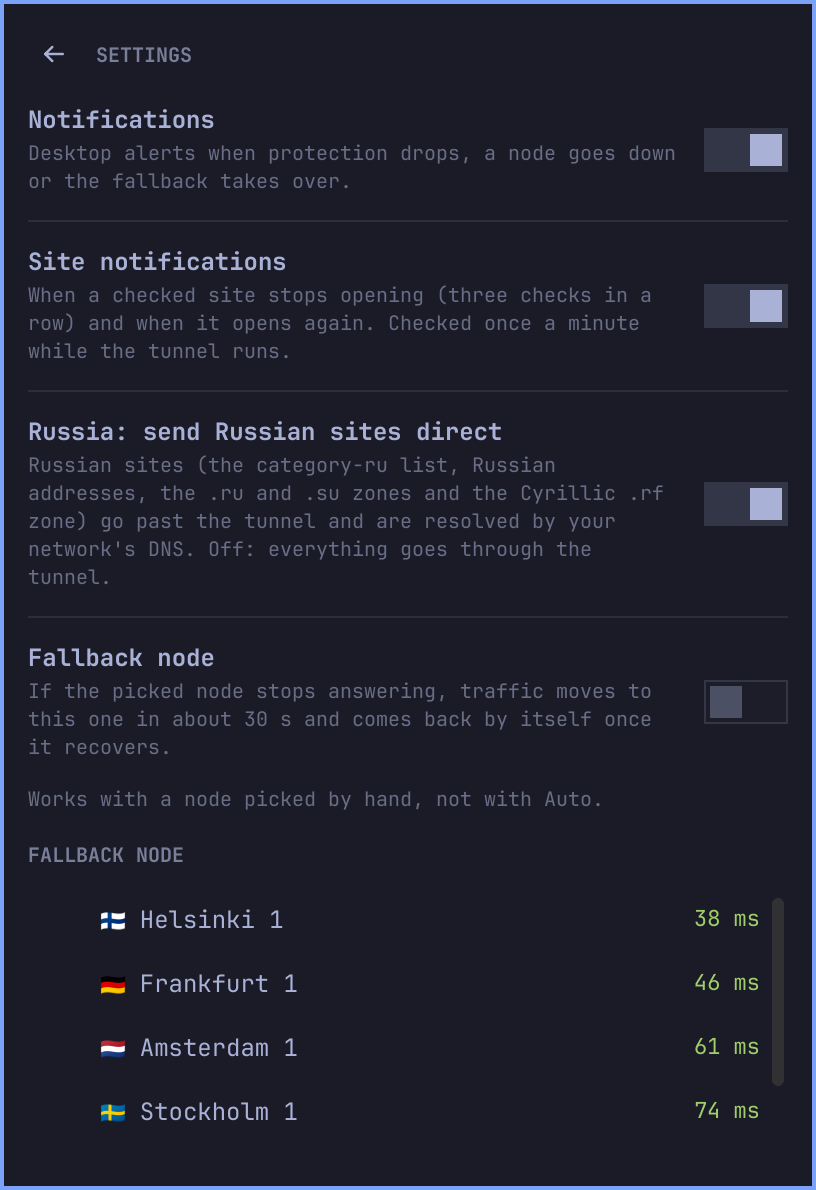 SETTINGS
Notifications
Desktop alerts when protection drops, a node goes down
or the fallback takes over.
Site notifications
When a checked site stops opening (three checks in a
row) and when it opens again. Checked once a minute
while the tunnel runs.
Russia: send Russian sites direct
Russian sites (the category-ru list, Russian
addresses, the .ru and .su zones and the Cyrillic .rf
zone) go past the tunnel and are resolved by your
network's DNS. Off: everything goes through the
tunnel.
Fallback node
If the picked node stops answering, traffic moves to
this one in about 30 s and comes back by itself once
it recovers.
Works with a node picked by hand, not with Auto.
FALLBACK NODE
Helsinki 1 38 ms
Frankfurt 1 46 ms
Amsterdam 1 61 ms
Stockholm 1 74 ms